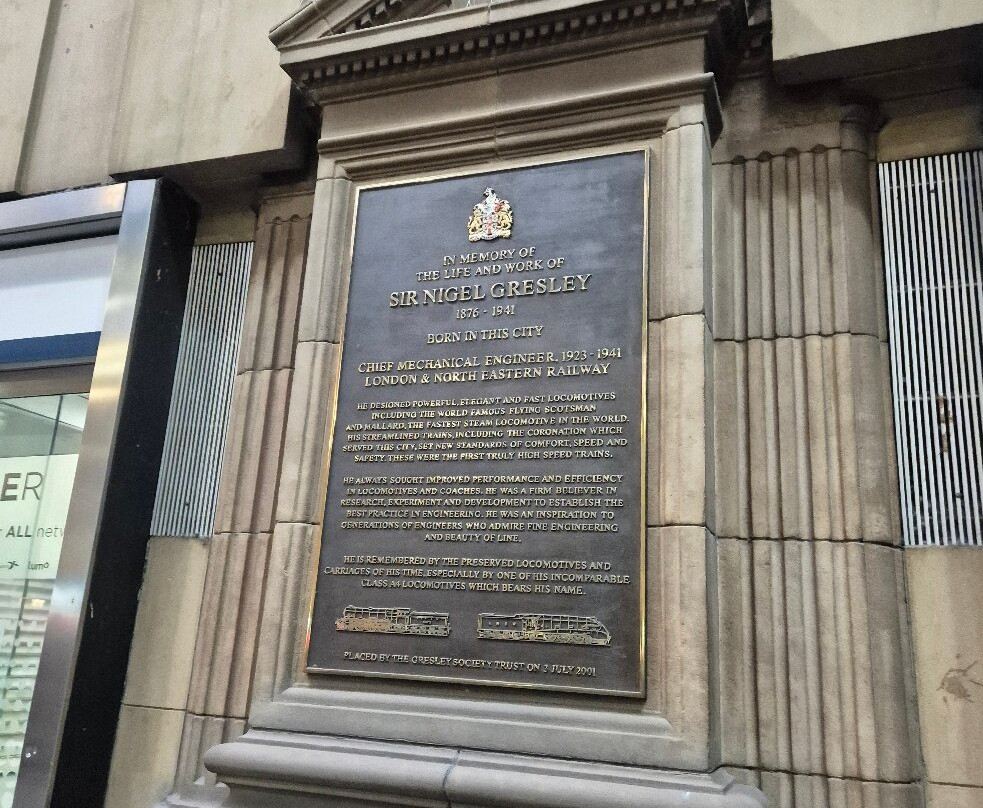 IN MEMORY OF
THE LIFE AND WORK OF
SIR NIGEL GRESLEY
1876 - 1941
BORN IN THIS CITY
CHIEF MECHANICAL ENGINEER, 1923 - 1941
LONDON & NORTH EASTERN RAILWAY
HE DESIGNED POWERFUL, ELEGANT AND FAST LOCOMOTIVES
INCLUDING THE WORLD FAMOUS FLYING SCOTSMAN
AND MALLARD, THE FASTEST STEAM LOCOMOTIVE IN THE WORLD.
HIS STREAMLINED TRAINS, INCLUDING THE CORONATION WHICH
SERVED THIS CITY, SET NEW STANDARDS OF COMFORT, SPEED AND
SAFETY. THESE WERE THE FIRST TRULY HIGH SPEED TRAINS.
HE ALWAYS SOUGHT IMPROVED PERFORMANCE AND EFFICIENCY
IN LOCOMOTIVES AND COACHES. HE WAS A FIRM BELIEVER IN
RESEARCH, EXPERIMENT AND DEVELOPMENT TO ESTABLISH THE
BEST PRACTICE IN ENGINEERING. HE WAS AN INSPIRATION TO
GENERATIONS OF ENGINEERS WHO ADMIRE FINE ENGINEERING
AND BEAUTY OF LINE.
HE IS REMEMBERED BY THE PRESERVED LOCOMOTIVES AND
CARRIAGES OF HIS TIME, ESPECIALLY BY ONE OF HIS INCOMPARABLE
CLASS A4 LOCOMOTIVES WHICH BEARS HIS NAME.
PLACED BY THE GRESLEY SOCIETY TRUST ON 2 JULY 2001
ER
ALL netw
lumo